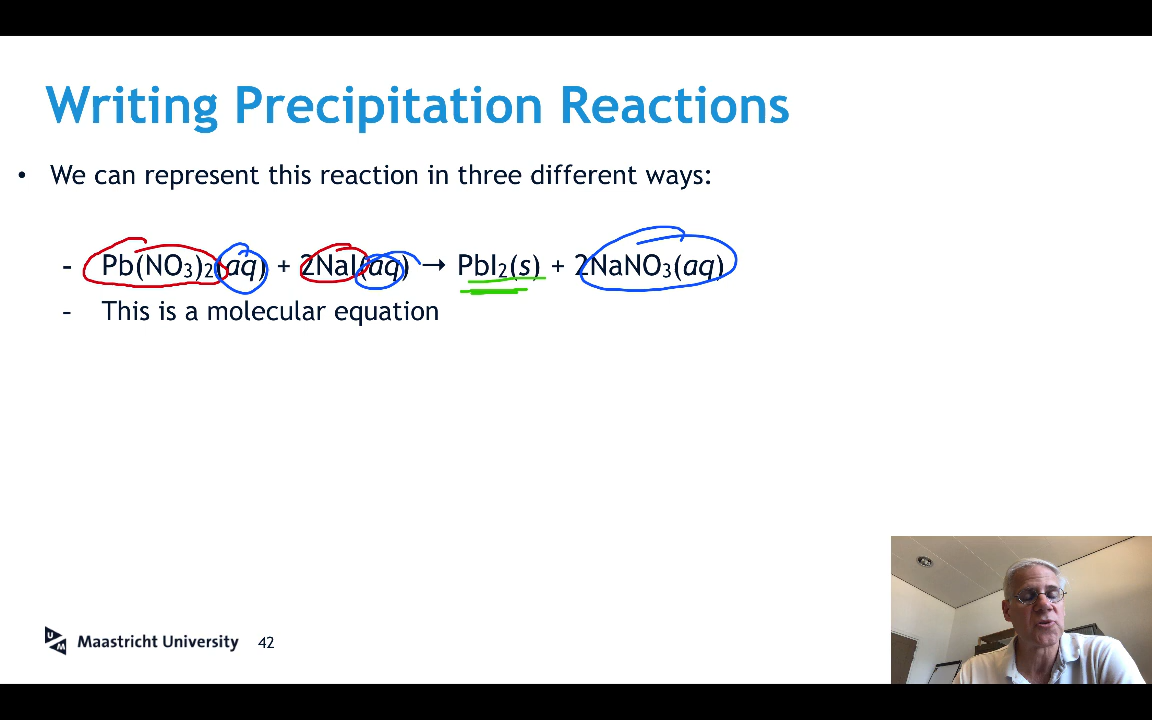 Writing Precipitation Reactions
• We can represent this reaction in three different ways:
- Pb(NO₃)₂(aq) + 2NaI(aq) → PbI₂(s) + 2NaNO₃(aq)
- This is a molecular equation
UM Maastricht University 42